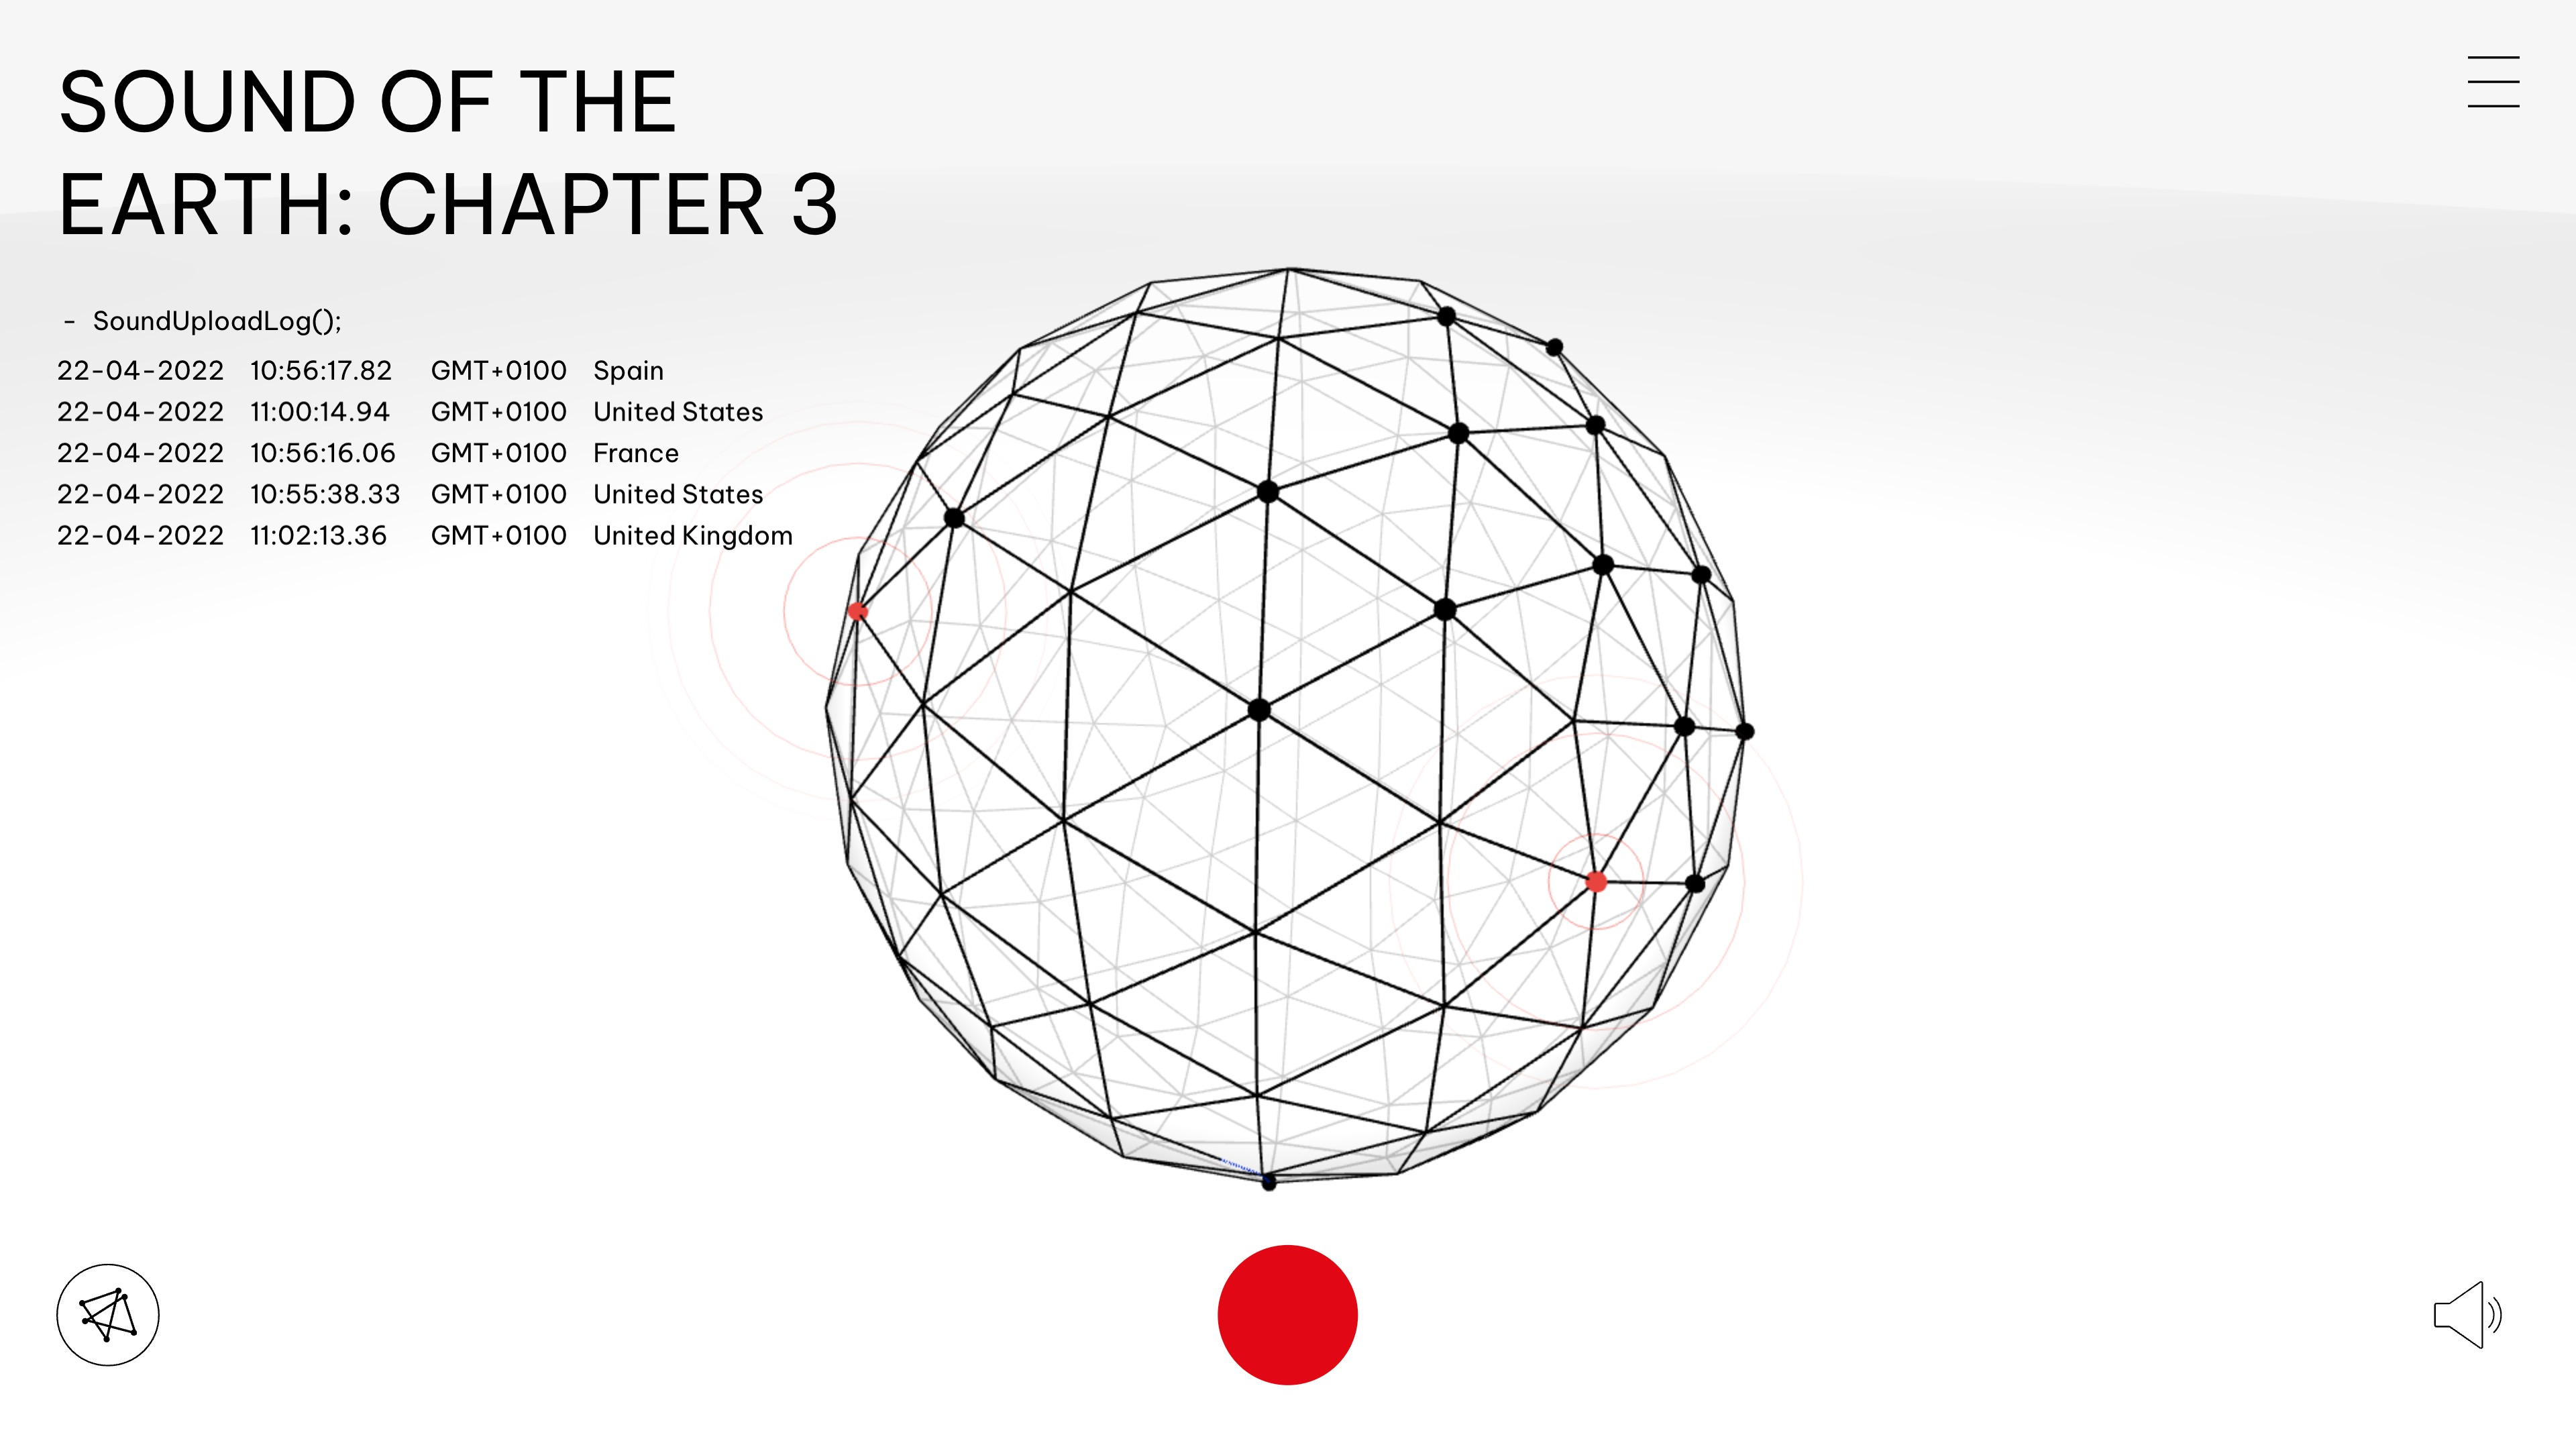 SOUND OF THE
EARTH: CHAPTER 3
- SoundUploadLog();
22-04-2022 10:56:17.82 GMT+0100 Spain
22-04-2022 11:00:14.94 GMT+0100 United States
22-04-2022 10:56:16.06 GMT+0100 France
22-04-2022 10:55:38.33 GMT+0100 United States
22-04-2022 11:02:13.36 GMT+0100 United Kingdom